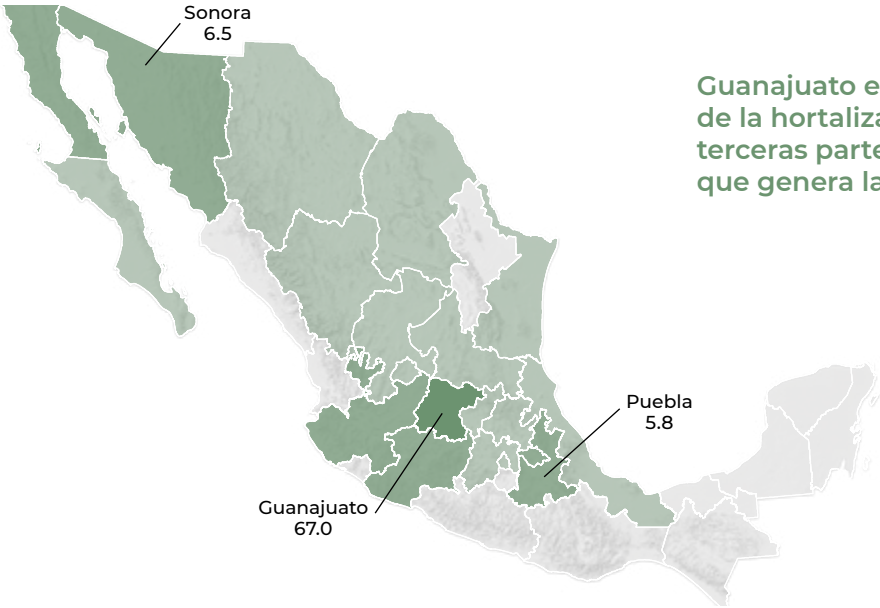 Sonora
6.5
Guanajuato e
de la hortaliza
terceras parte
que genera la
Puebla
5.8
Guanajuato
67.0